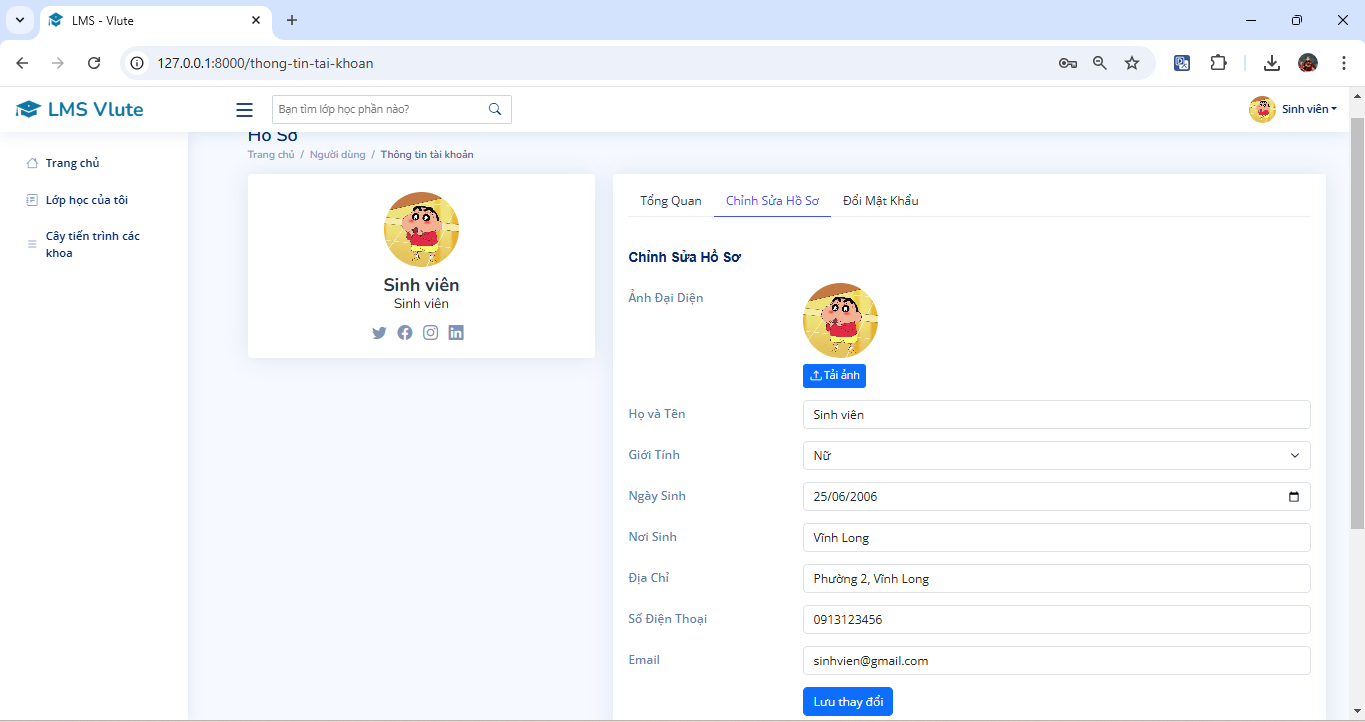 LMS - Vlute
127.0.0.1:8000/thong-tin-tai-khoan
LMS Vlute
Bạn tìm lớp học phần nào?
Sinh viên
Trang chủ
Lớp học của tôi
Cây tiến trình các
khoa
Hồ Sơ
Trang chủ / Người dùng / Thông tin tài khoản
Sinh viên
Sinh viên
Tổng Quan
Chỉnh Sửa Hồ Sơ
Đổi Mật Khẩu
Chỉnh Sửa Hồ Sơ
Ảnh Đại Diện
Tải ảnh
Họ và Tên
Sinh viên
Giới Tính
Nữ
Ngày Sinh
25/06/2006
Nơi Sinh
Vĩnh Long
Địa Chỉ
Phường 2, Vĩnh Long
Số Điện Thoại
0913123456
Email
sinhvien@gmail.com
Lưu thay đổi